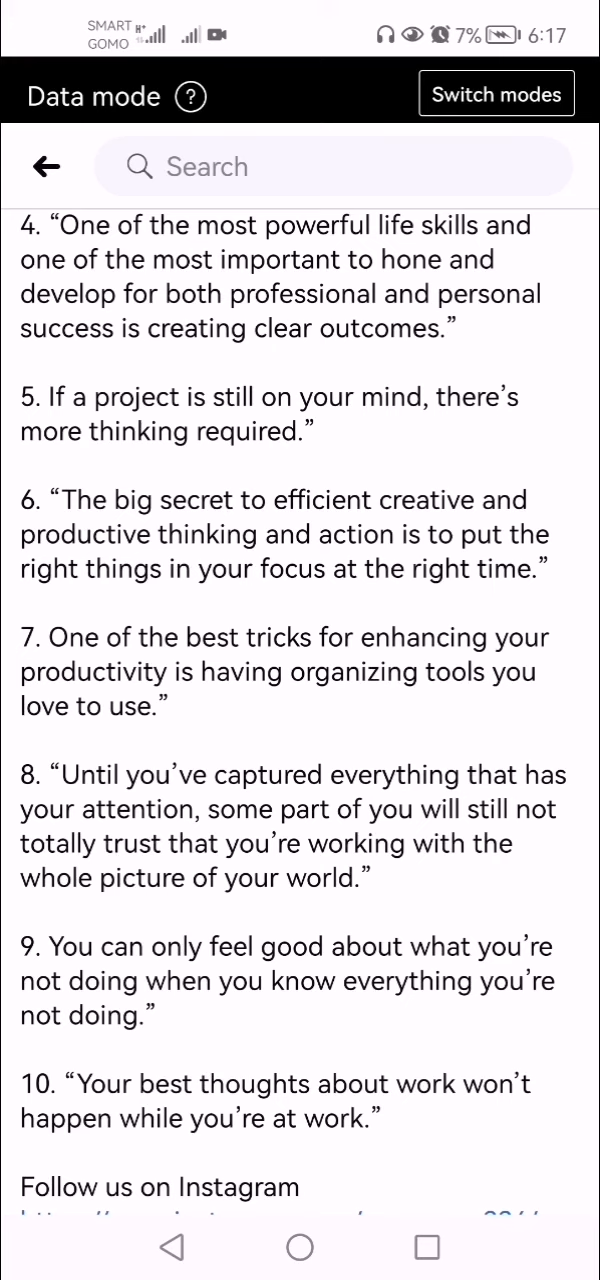 SMART H+
GOMO
7% 6:17
Data mode ? Switch modes
Search
4. “One of the most powerful life skills and
one of the most important to hone and
develop for both professional and personal
success is creating clear outcomes.”
5. If a project is still on your mind, there’s
more thinking required.”
6. “The big secret to efficient creative and
productive thinking and action is to put the
right things in your focus at the right time.”
7. One of the best tricks for enhancing your
productivity is having organizing tools you
love to use.”
8. “Until you’ve captured everything that has
your attention, some part of you will still not
totally trust that you’re working with the
whole picture of your world.”
9. You can only feel good about what you’re
not doing when you know everything you’re
not doing.”
10. “Your best thoughts about work won’t
happen while you’re at work.”
Follow us on Instagram